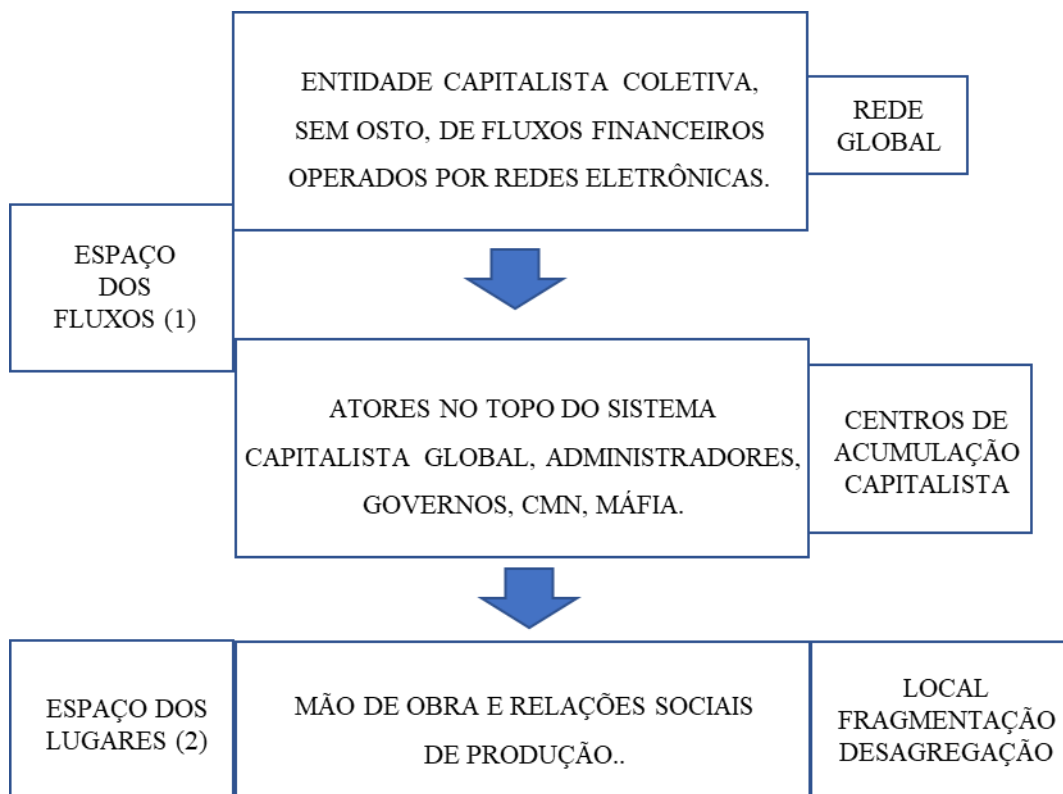 ENTIDADE CAPITALISTA COLETIVA,
SEM OSTO, DE FLUXOS FINANCEIROS
OPERADOS POR REDES ELETRÔNICAS.
REDE
GLOBAL
ESPAÇO
DOS
FLUXOS (1)
ATORES NO TOPO DO SISTEMA
CAPITALISTA GLOBAL, ADMINISTRADORES,
GOVERNOS, CMN, MÁFIA.
CENTROS DE
ACUMULAÇÃO
CAPITALISTA
ESPAÇO DOS
LUGARES (2)
MÃO DE OBRA E RELAÇÕES SOCIAIS
DE PRODUÇÃO..
LOCAL
FRAGMENTAÇÃO
DESAGREGAÇÃO